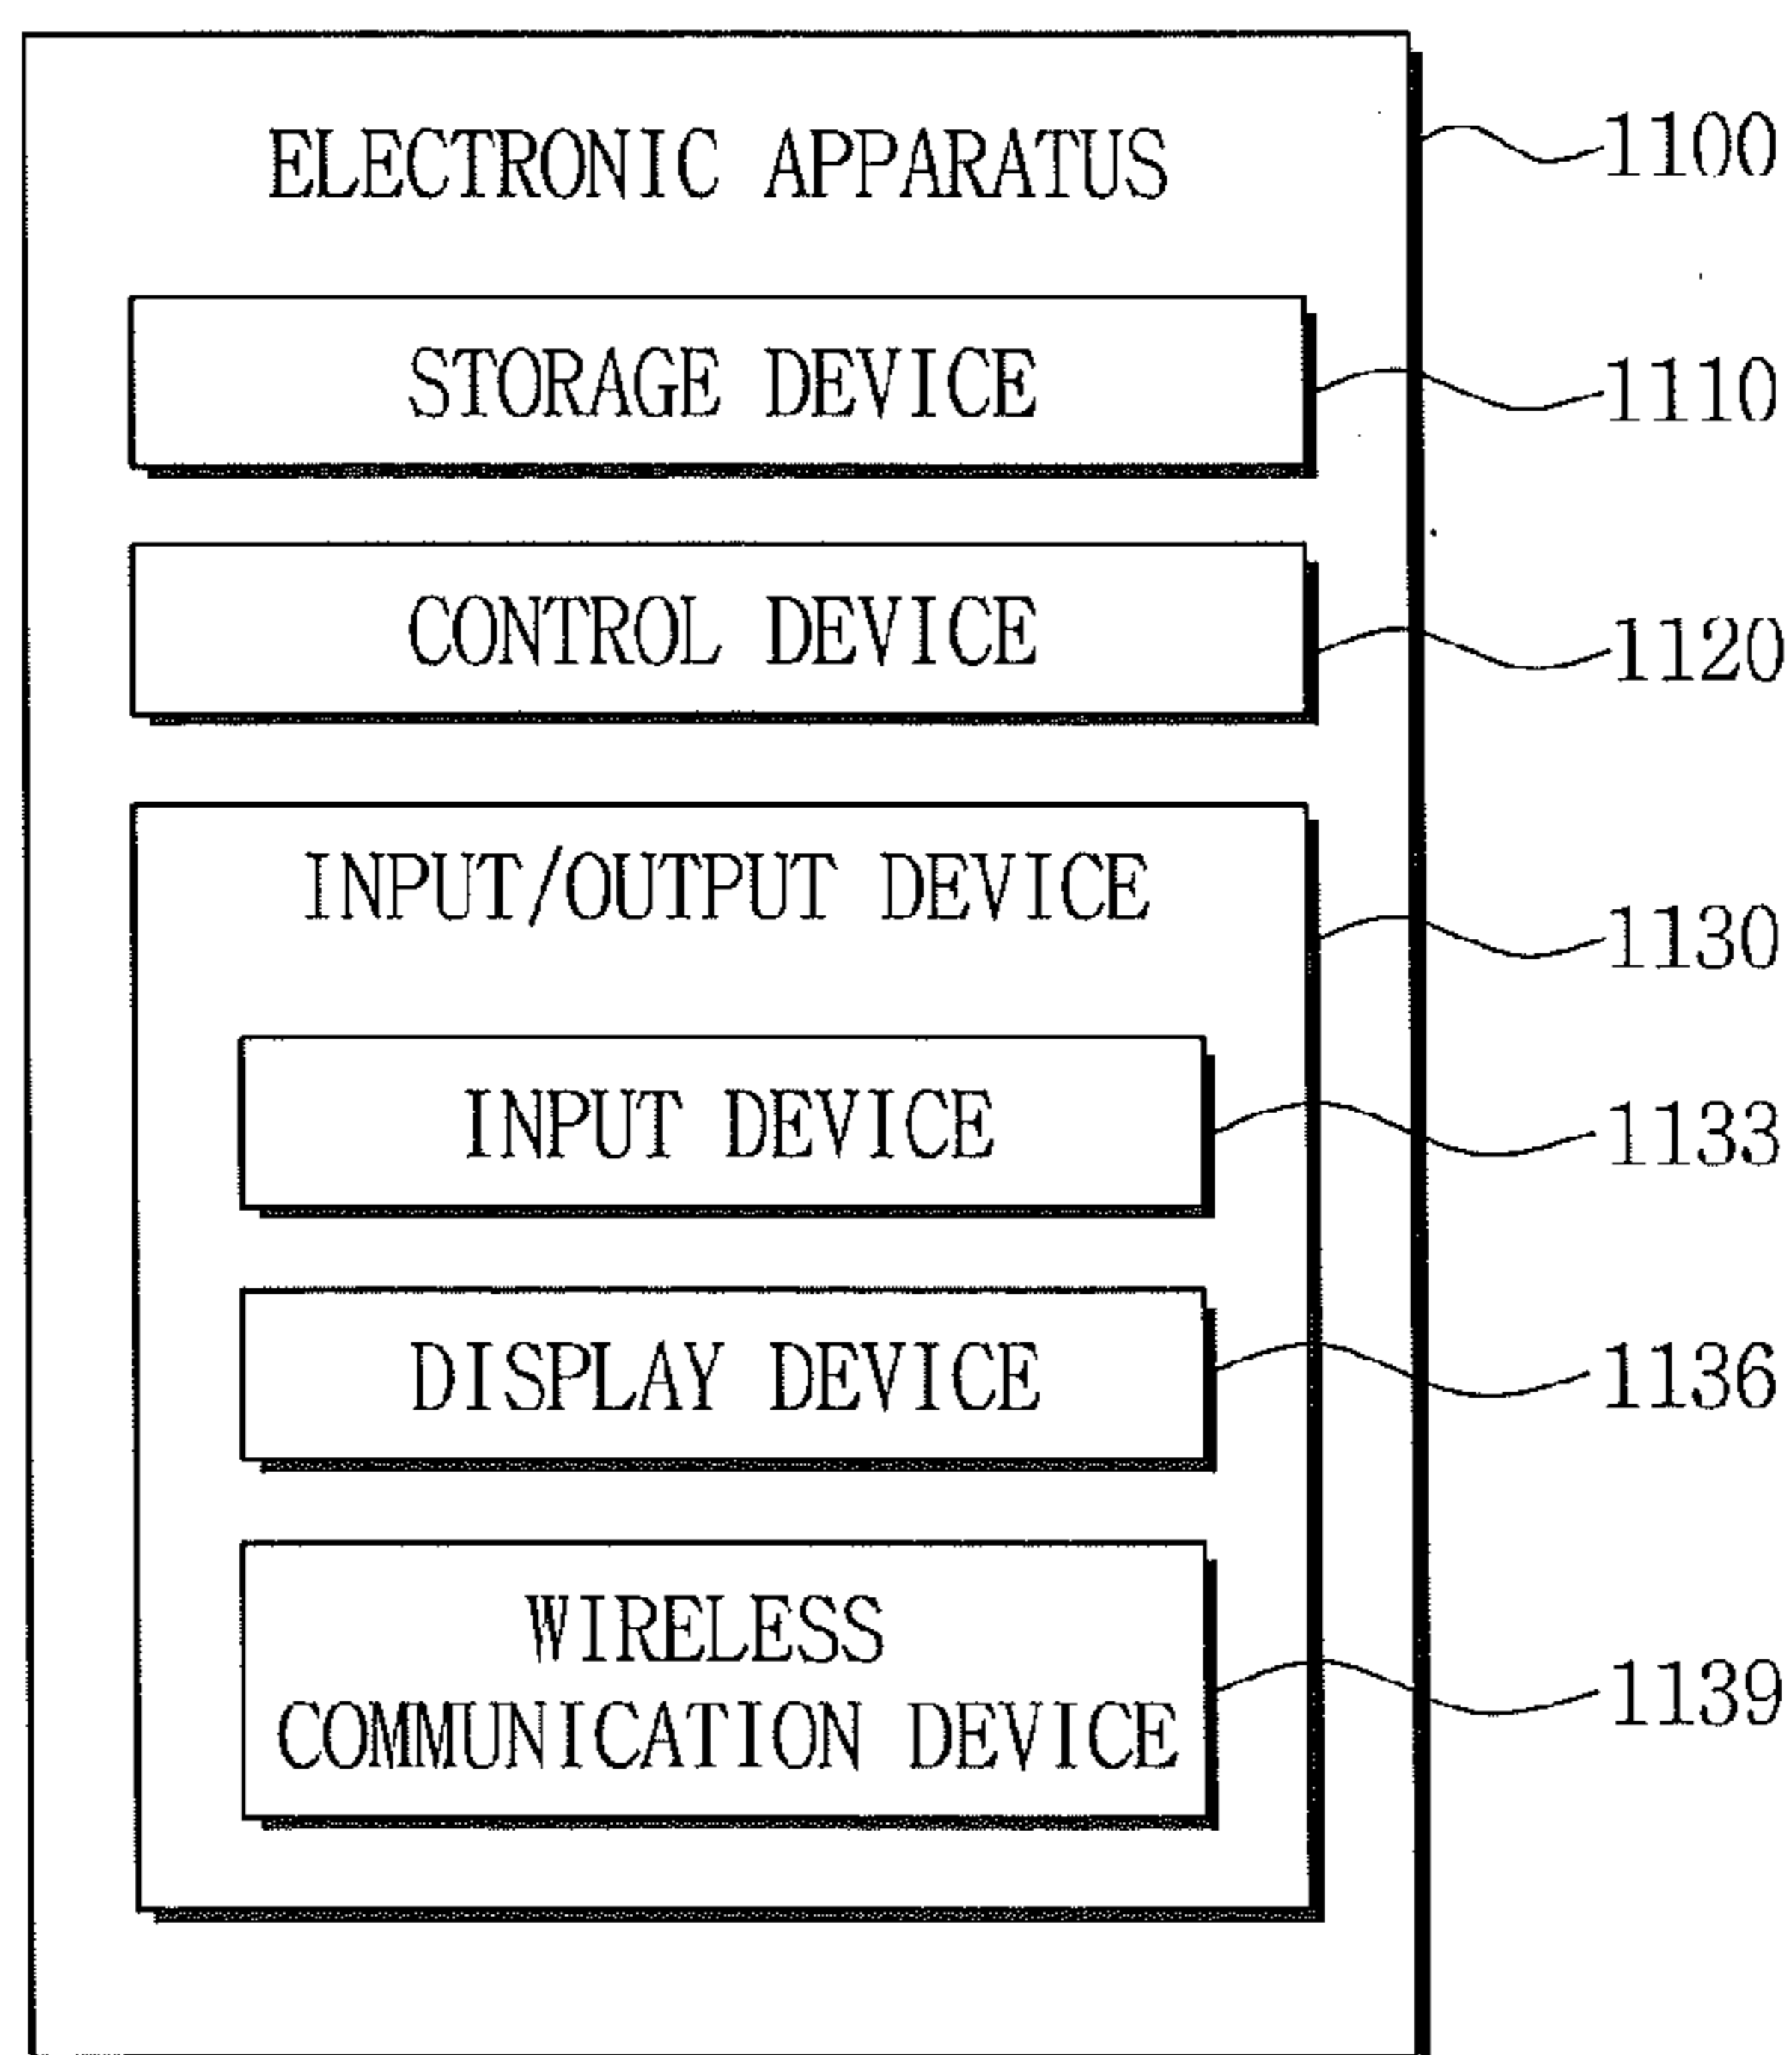 ELECTRONIC APPARATUS
1100
STORAGE DEVICE
1110
CONTROL DEVICE
1120
INPUT/OUTPUT DEVICE
1130
INPUT DEVICE
1133
DISPLAY DEVICE
1136
WIRELESS
COMMUNICATION DEVICE
1139